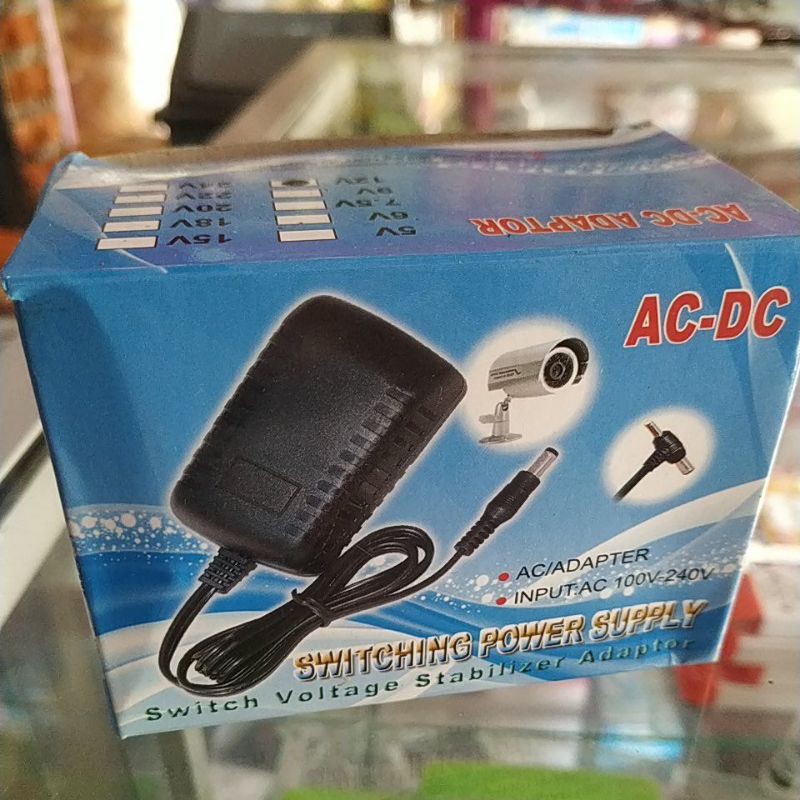 AC-DC ADAPTOR
5V
6V
7.5V
9V
12V
15V
18V
20V
24V
AC-DC
AC/ADAPTER
INPUT:AC 100V-240V
SWITCHING POWER SUPPLY
Switch Voltage Stabilizer Adaptor